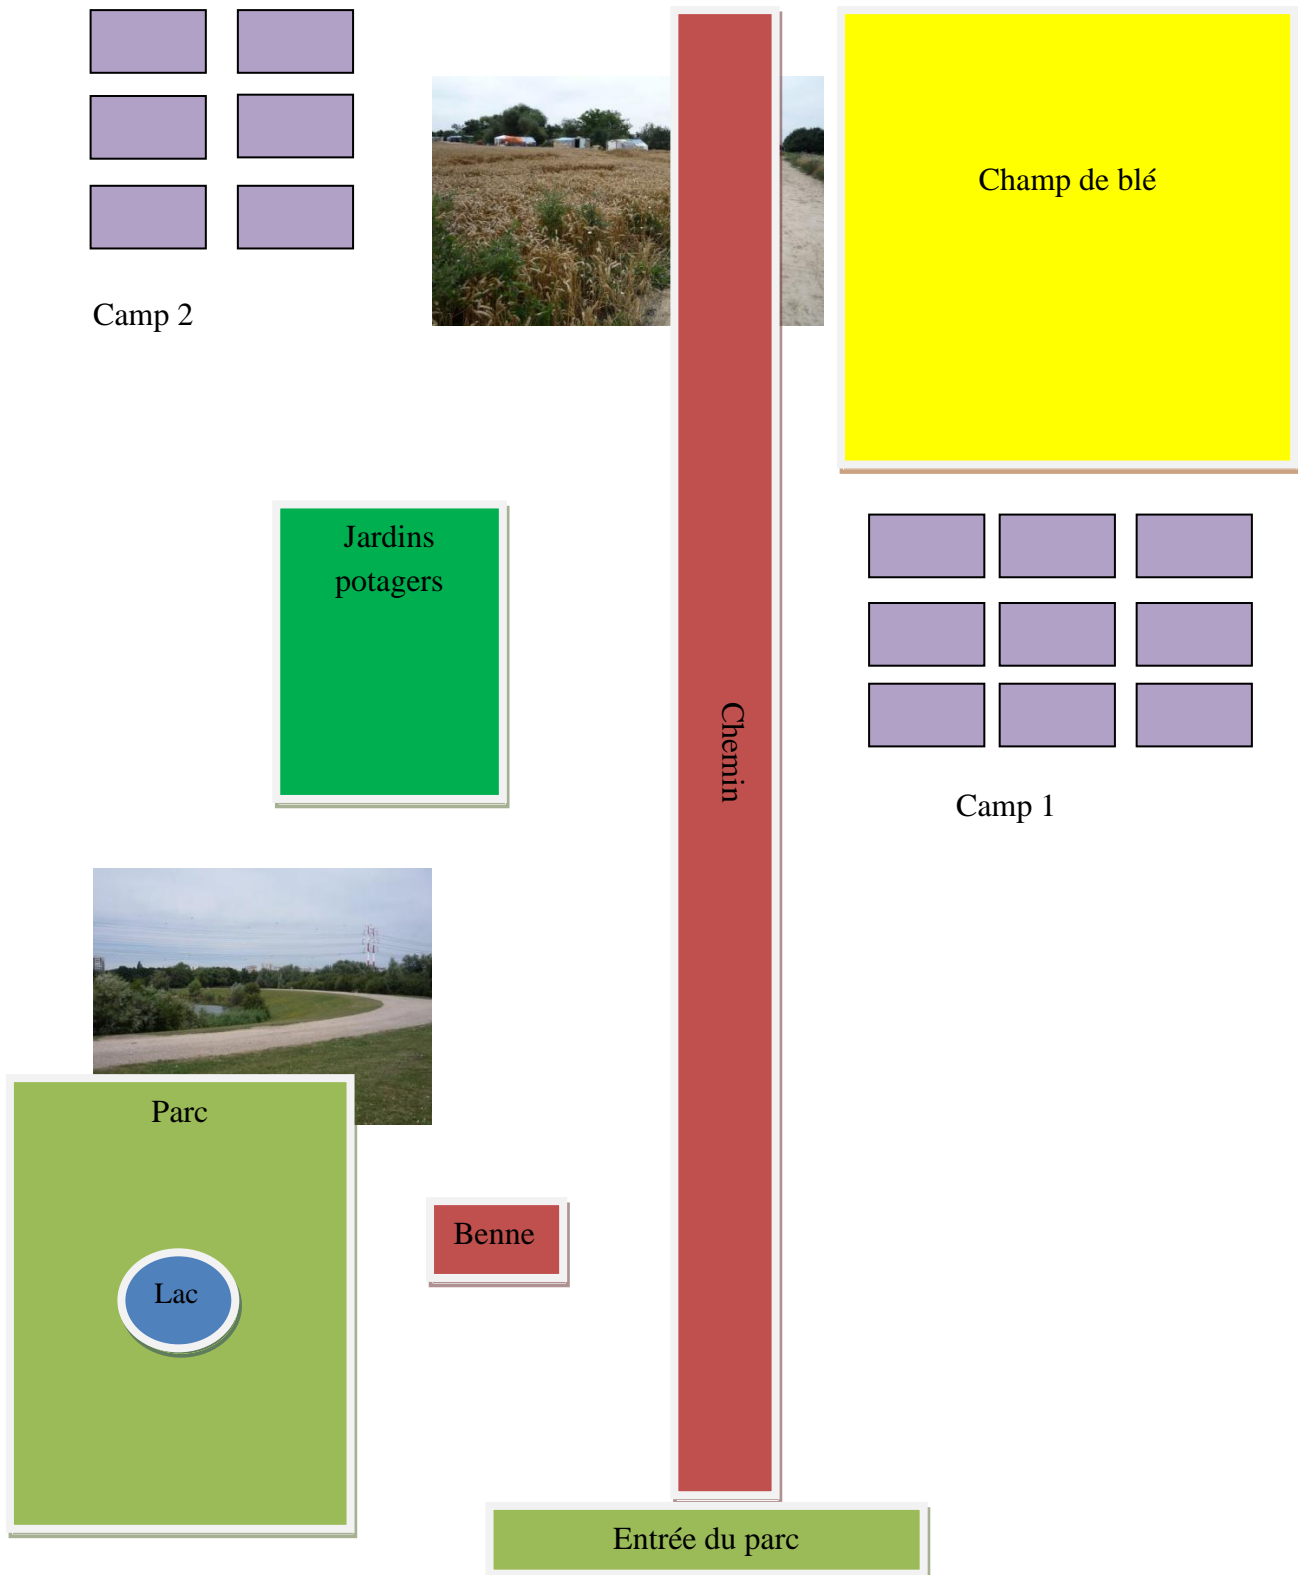 Champ de blé
Camp 2
Jardins
potagers
Chemin
Camp 1
Parc
Benne
Lac
Entrée du parc